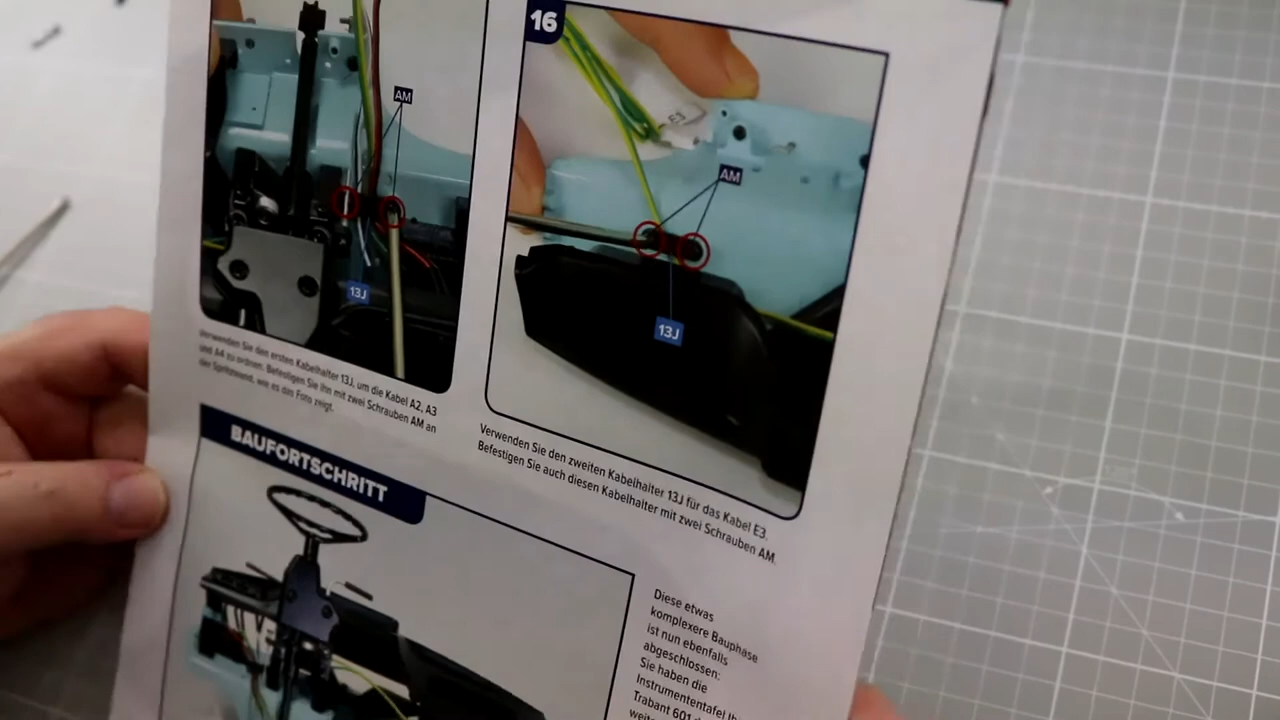 AM
13J
Verwenden Sie den ersten Kabelhalter 13J, um die Kabel A2, A3
und A4 zu ordnen. Befestigen Sie ihn mit zwei Schrauben AM an
der Spritzwand, wie es das Foto zeigt.
16
E3
AM
13J
Verwenden Sie den zweiten Kabelhalter 13J für das Kabel E3.
Befestigen Sie auch diesen Kabelhalter mit zwei Schrauben AM.
BAUFORTSCHRITT
Diese etwas
komplexere Bauphase
ist nun ebenfalls
abgeschlossen:
Sie haben die
Instrumententafel
Trabant 601